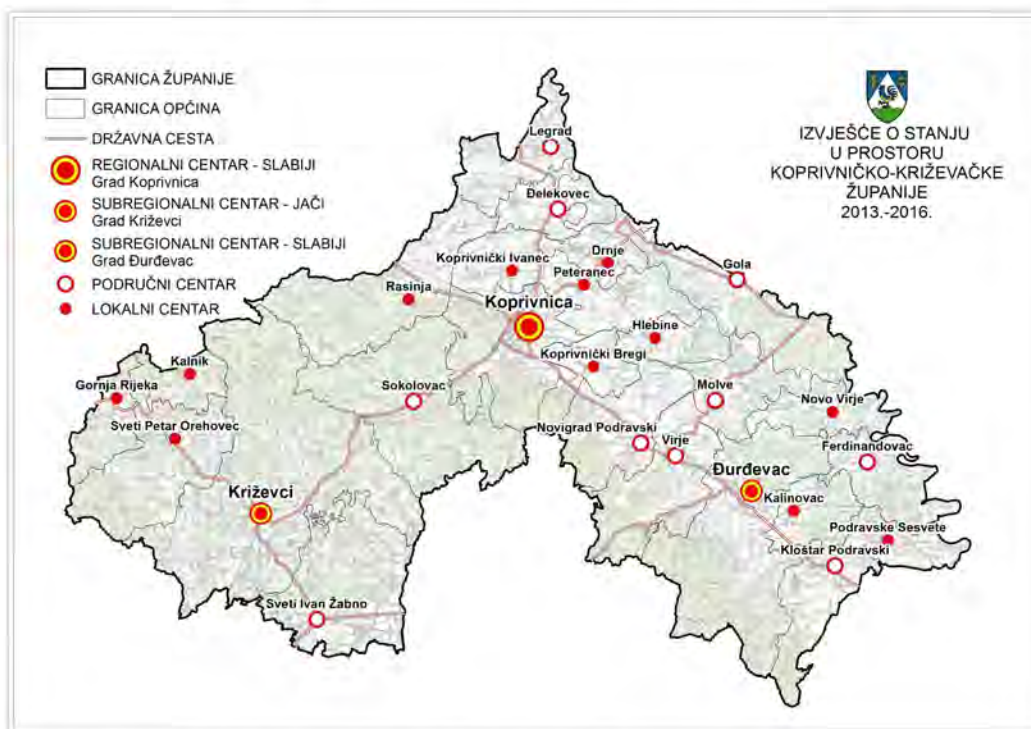 GRANICA ŽUPANIJE
GRANICA OPĆINA
DRŽAVNA CESTA
REGIONALNI CENTAR - SLABIJI
Grad Koprivnica
SUBREGIONALNI CENTAR - JAČI
Grad Križevci
SUBREGIONALNI CENTAR - SLABIJI
Grad Đurđevac
PODRUČNI CENTAR
LOKALNI CENTAR
IZVJEŠĆE O STANJU
U PROSTORU
KOPRIVNIČKO-KRIŽEVAČKE
ŽUPANIJE
2013.-2016.
Legrad
Đelekovec
Drnje
Koprivnički Ivanec
Peteranec
Gola
Rasinja
Koprivnica
Hlebine
Koprivnički Bregi
Kalnik
Gornja Rijeka
Sokolovac
Molve
Novo Virje
Sveti Petar Orehovec
Novigrad Podravski
Virje
Ferdinandovac
Đurđevac
Križevci
Kalinovac
Podravske Sesvete
Kloštar Podravski
Sveti Ivan Žabno